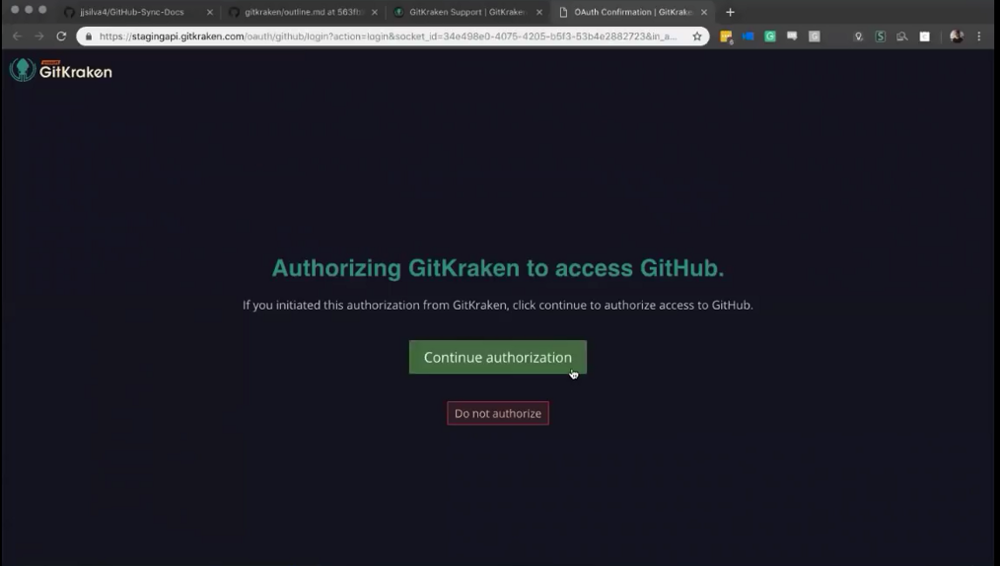 jjsilva4/GitHub-Sync-Docs
gitkraken/outline.md at 563fb
GitKraken Support | GitKraken
OAuth Confirmation | GitKrake
https://stagingapi.gitkraken.com/oauth/github/login?action=login&socket_id=34e498e0-4075-4205-b5f3-53b4e2882723&in_a...
GitKraken
Authorizing GitKraken to access GitHub.
If you initiated this authorization from GitKraken, click continue to authorize access to GitHub.
Continue authorization
Do not authorize